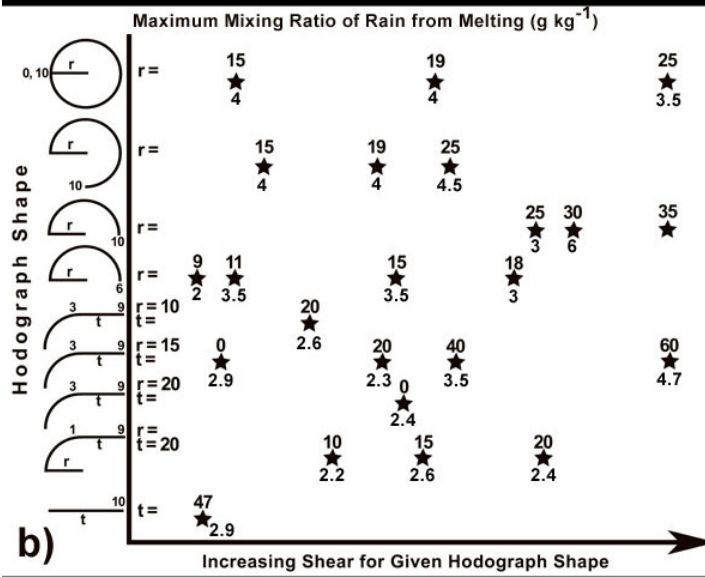 Maximum Mixing Ratio of Rain from Melting (g kg⁻¹)
Hodograph Shape
0, 10 r r = 15 19 25
4 4 3.5
r 10 r = 15 19 25
4 4 4.5
r 10 r = 25 30 35
3 6
r 6 r = 9 11 15 18
2 3.5 3.5 3
3 9 r = 10 20
t t = 2.6
3 9 r = 15 0 20 40 60
t t = 2.9 2.3 3.5 4.7
3 9 r = 20 0
t t = 2.4
1 9 r =
t t = 20 10 15 20
r 2.2 2.6 2.4
10 t t = 47
2.9
b)
Increasing Shear for Given Hodograph Shape